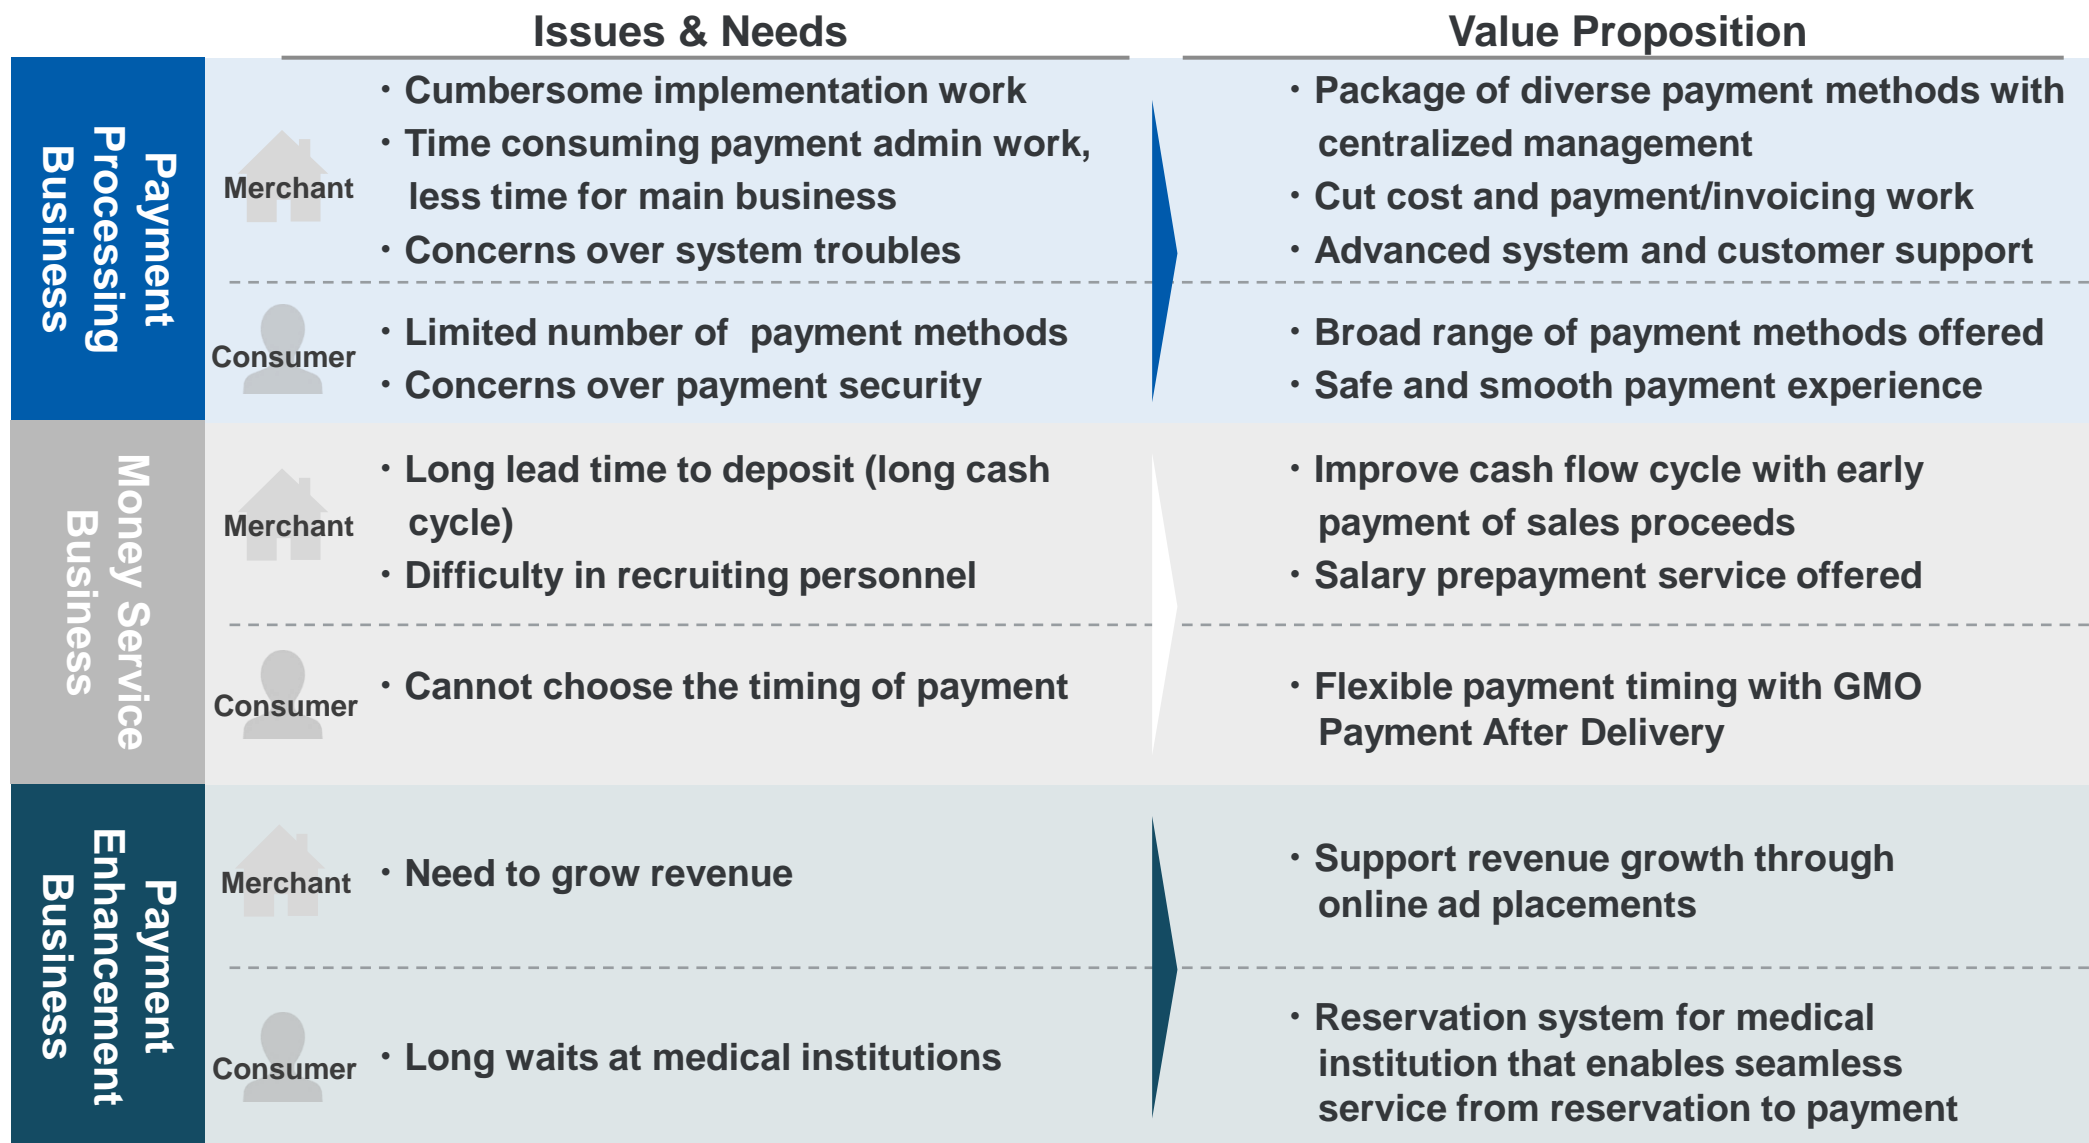 Issues & Needs
Value Proposition
Payment
Processing
Business
Merchant
・Cumbersome implementation work
・Time consuming payment admin work,
less time for main business
・Concerns over system troubles
・Package of diverse payment methods with
centralized management
・Cut cost and payment/invoicing work
・Advanced system and customer support
Consumer
・Limited number of payment methods
・Concerns over payment security
・Broad range of payment methods offered
・Safe and smooth payment experience
Money Service
Business
Merchant
・Long lead time to deposit (long cash
cycle)
・Difficulty in recruiting personnel
・Improve cash flow cycle with early
payment of sales proceeds
・Salary prepayment service offered
Consumer
・Cannot choose the timing of payment
・Flexible payment timing with GMO
Payment After Delivery
Payment
Enhancement
Business
Merchant
・Need to grow revenue
・Support revenue growth through
online ad placements
Consumer
・Long waits at medical institutions
・Reservation system for medical
institution that enables seamless
service from reservation to payment